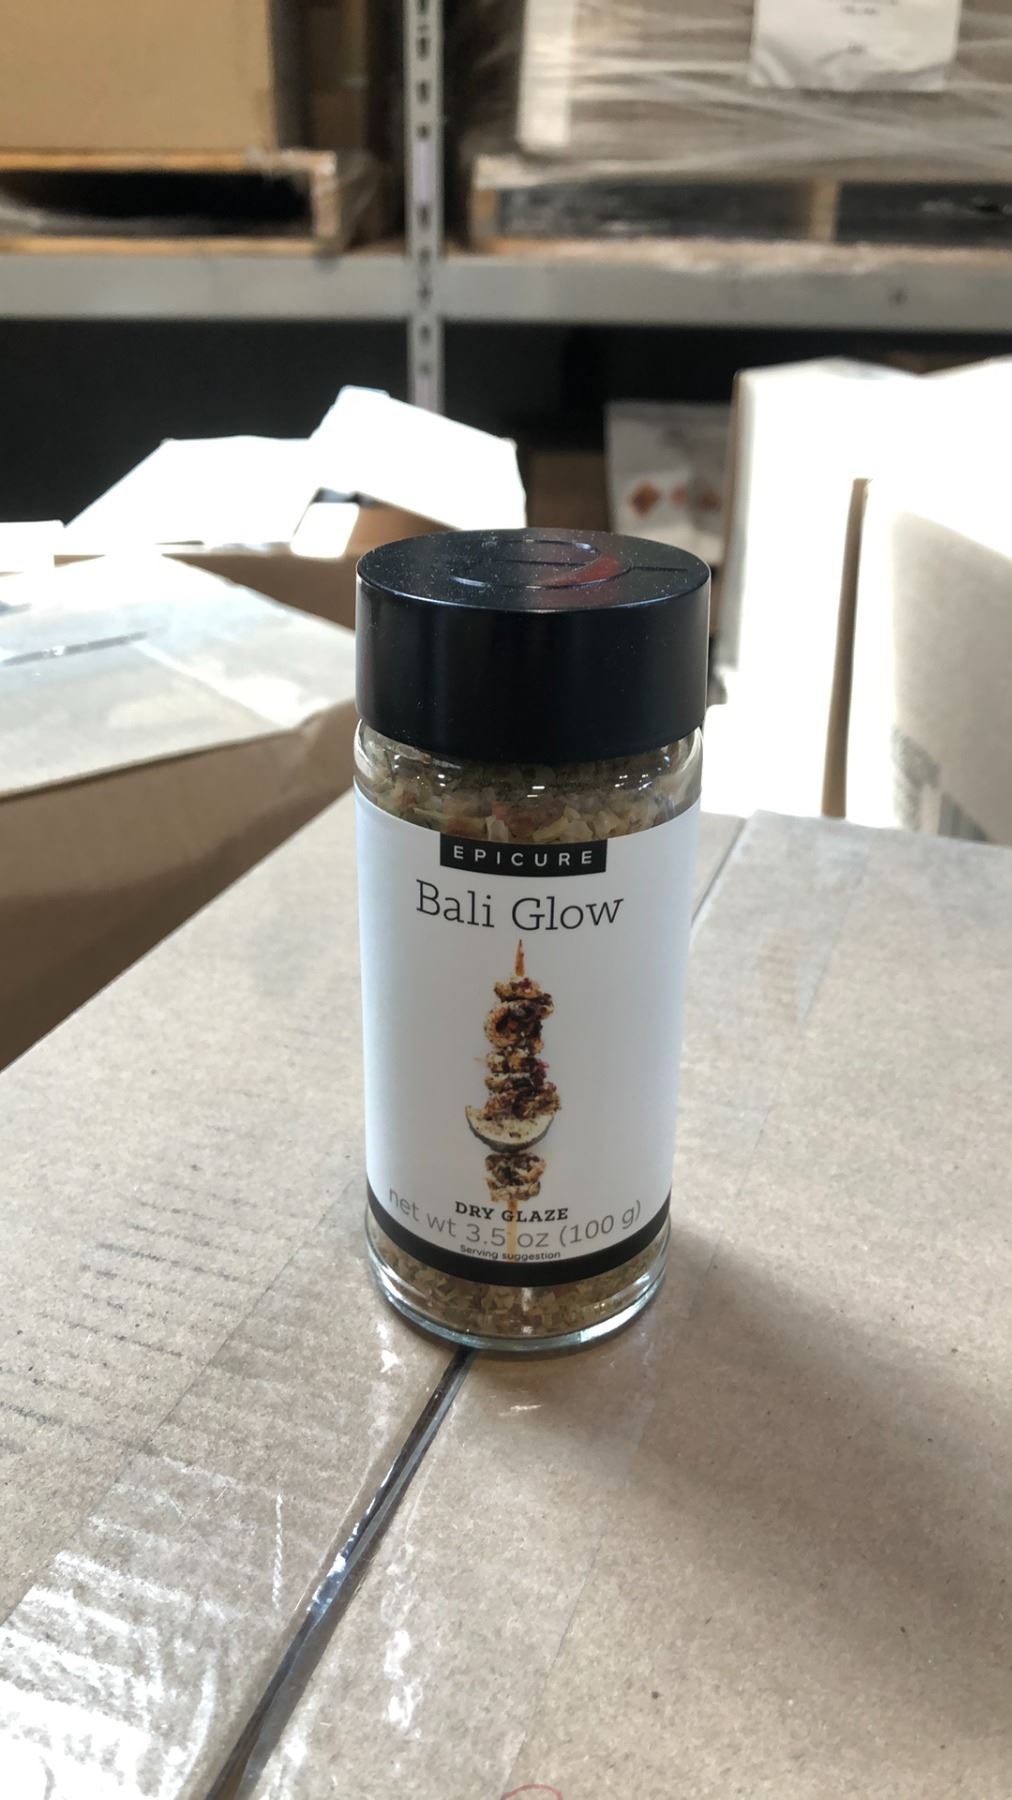 EPICURE
Bali Glow
DRY GLAZE
net wt 3.5 oz (100 g)
Serving suggestion